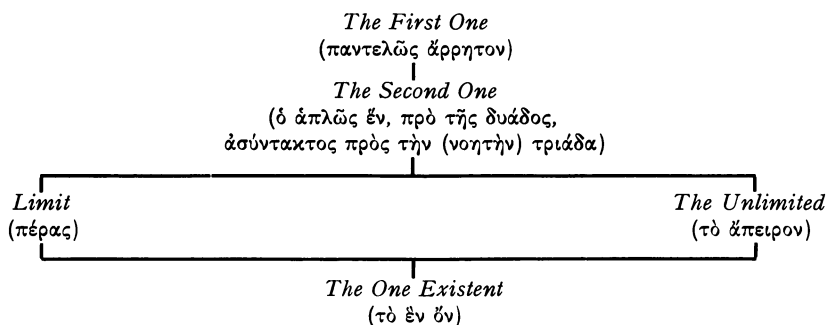 The First One
(παντελῶς ἄρρητον)
The Second One
(ὁ ἁπλῶς ἕν, πρὸ τῆς δυάδος,
ἀσύντακτος πρὸς τὴν (νοητὴν) τριάδα)
Limit
(πέρας)
The Unlimited
(τὸ ἄπειρον)
The One Existent
(τὸ ἓν ὄν)